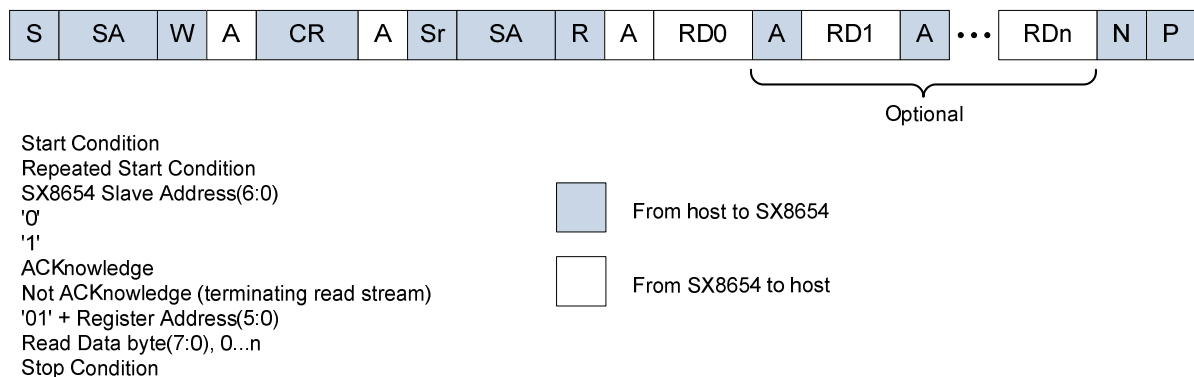 S SA W A CR A Sr SA R A RD0 A RD1 A ••• RDn N P
Optional
Start Condition
Repeated Start Condition
SX8654 Slave Address(6:0)
'0'
'1'
ACKnowledge
Not ACKnowledge (terminating read stream)
'01' + Register Address(5:0)
Read Data byte(7:0), 0...n
Stop Condition
From host to SX8654
From SX8654 to host